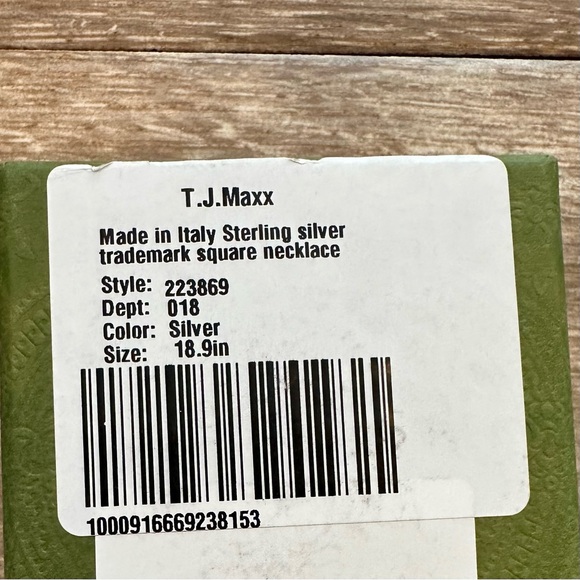 T.J.Maxx
Made in Italy Sterling silver
trademark square necklace
Style: 223869
Dept: 018
Color: Silver
Size: 18.9in
1000916669238153